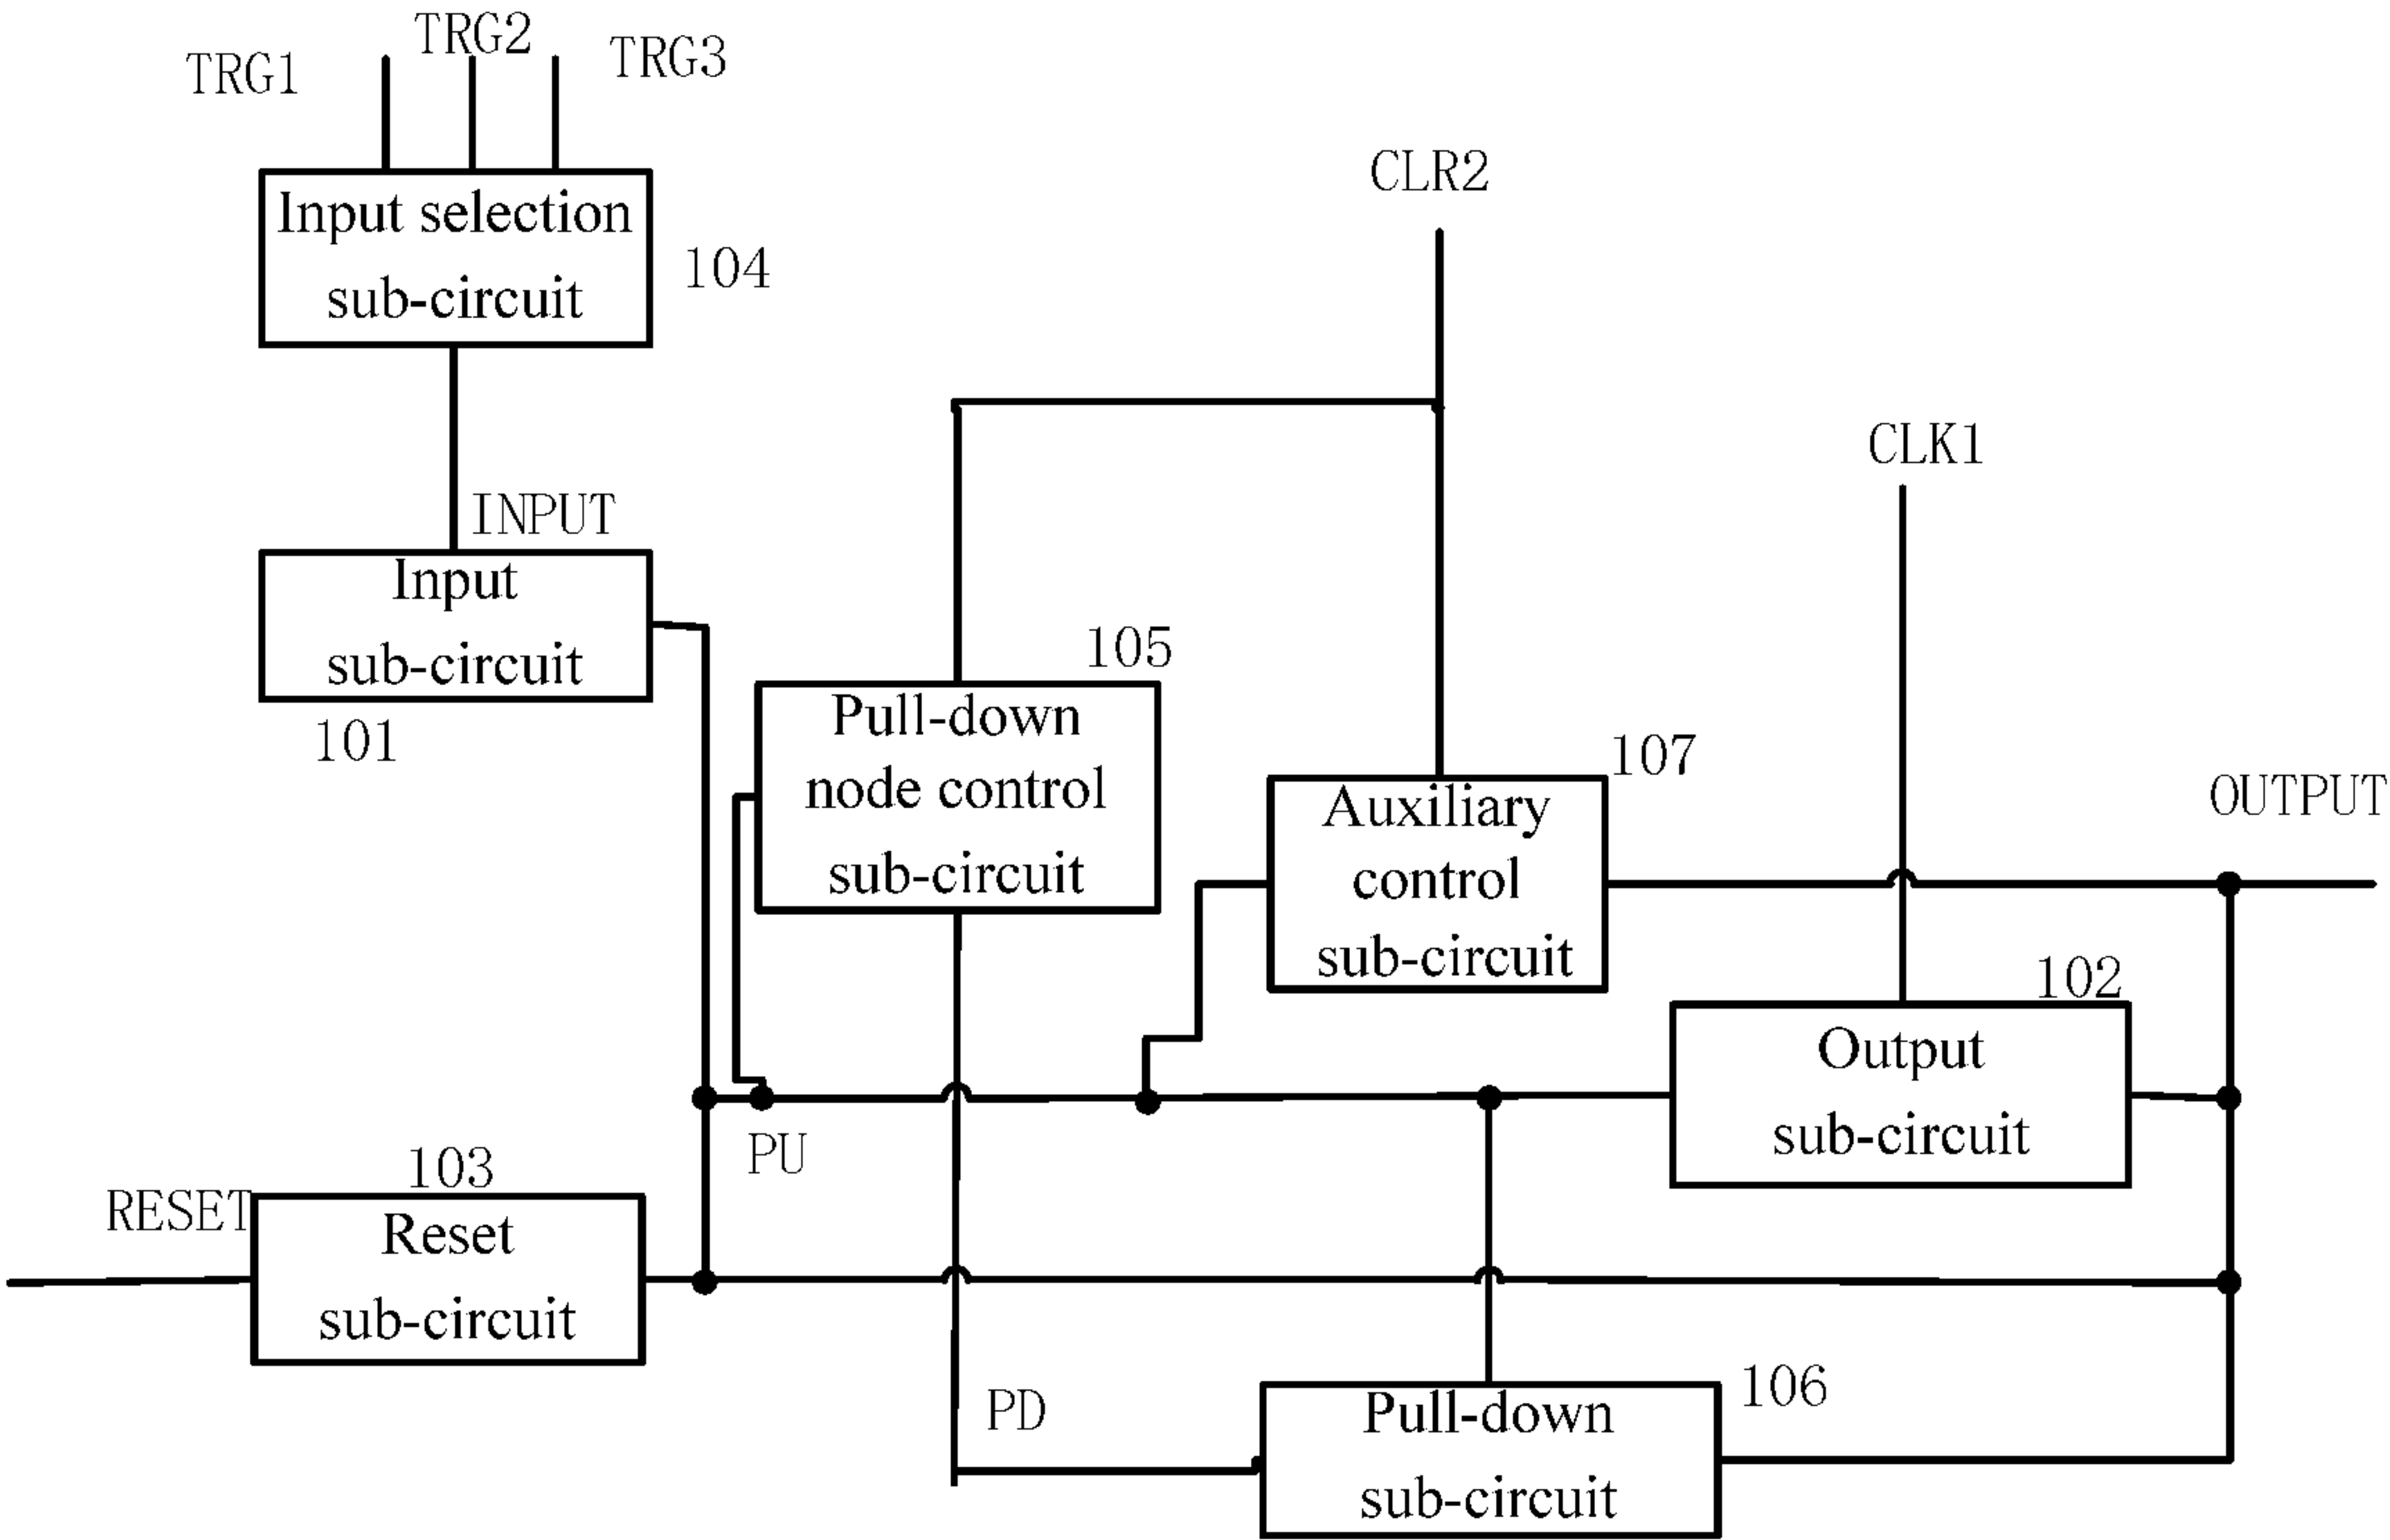 TRG1
TRG2
TRG3
Input selection
sub-circuit
104
CLR2
CLK1
INPUT
Input
sub-circuit
101
105
Pull-down
node control
sub-circuit
107
Auxiliary
control
sub-circuit
OUTPUT
102
Output
sub-circuit
PU
103
RESET
Reset
sub-circuit
PD
106
Pull-down
sub-circuit